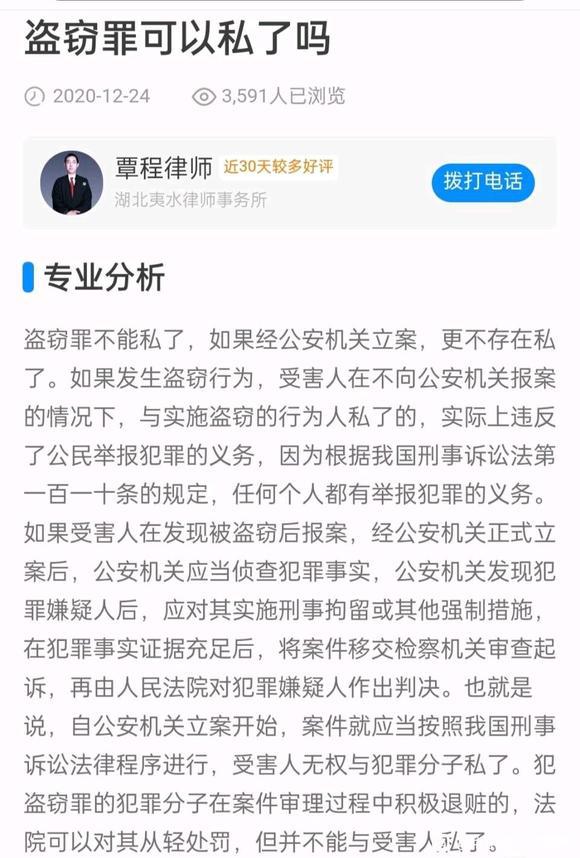 盗窃罪可以私了吗
2020-12-24 3,591人已浏览
覃程律师 近30天较多好评
拨打电话
湖北夷水律师事务所
专业分析
盗窃罪不能私了，如果经公安机关立案，更不存在私
了。如果发生盗窃行为，受害人在不向公安机关报案
的情况下，与实施盗窃的行为人私了的，实际上违反
了公民举报犯罪的义务，因为根据我国刑事诉讼法第
一百一十条的规定，任何个人都有举报犯罪的义务。
如果受害人在发现被盗窃后报案，经公安机关正式立
案后，公安机关应当侦查犯罪事实，公安机关发现犯
罪嫌疑人后，应对其实施刑事拘留或其他强制措施，
在犯罪事实证据充足后，将案件移交检察机关审查起
诉，再由人民法院对犯罪嫌疑人作出判决。也就是
说，自公安机关立案开始，案件就应当按照我国刑事
诉讼法律程序进行，受害人无权与犯罪分子私了。犯
盗窃罪的犯罪分子在案件审理过程中积极退赃的，法
院可以对其从轻处罚，但并不能与受害人私了。